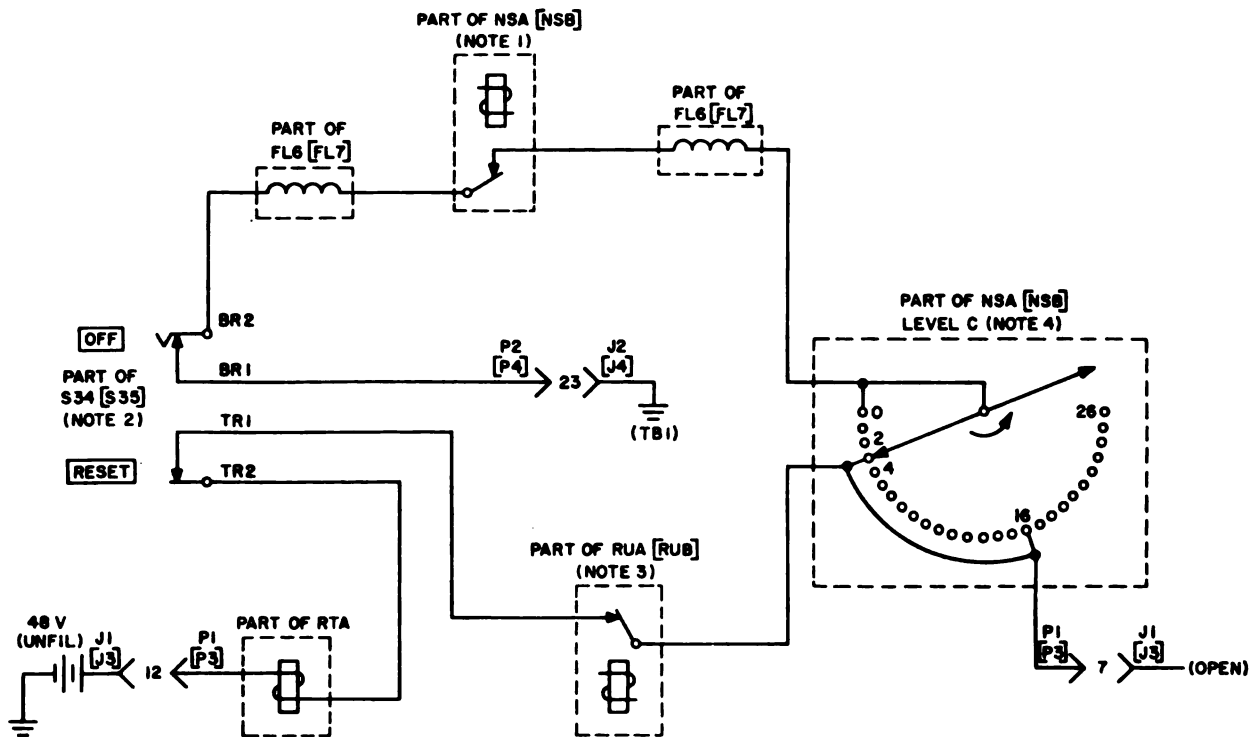 PART OF NSA [NSB]
(NOTE 1)
PART OF
FL6 [FL7]
PART OF
FL6 [FL7]
PART OF NSA [NSB]
LEVEL C (NOTE 4)
OFF
BR2
PART OF
S34 [S35]
(NOTE 2)
BR1
P2
[P4]
23
J2
[J4]
(TB1)
0
2
4
16
26
TR1
RESET
TR2
PART OF RUA [RUB]
(NOTE 3)
48 V
(UNFIL)
J1
[J3]
12
P1
[P3]
PART OF RTA
P1
[P3]
7
J1
[J3]
(OPEN)